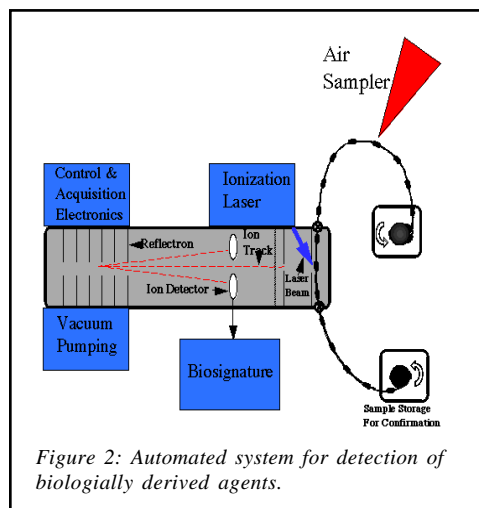 Air
Sampler
Control &
Acquisition
Electronics
Ionization
Laser
Reflectron
Ion
Track
Laser
Beam
Ion Detector
Vacuum
Pumping
Biosignature
Sample Storage
For Confirmation
Figure 2: Automated system for detection of
biologially derived agents.